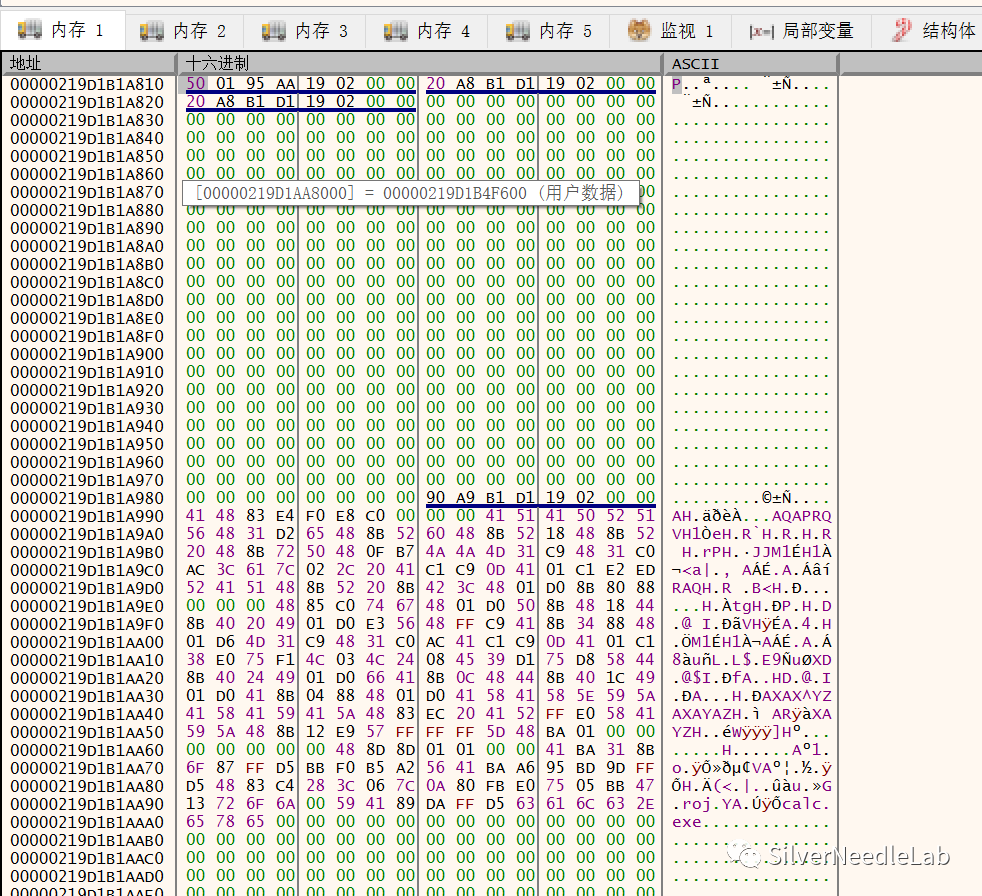 内存 1 内存 2 内存 3 内存 4 内存 5 监视 1 [x=] 局部变量 结构体
地址 十六进制 ASCII
00000219D1B1A810 50 01 95 AA 19 02 00 00 20 A8 B1 D1 19 02 00 00 P..ª.... ¨±Ñ....
00000219D1B1A820 20 A8 B1 D1 19 02 00 00 00 00 00 00 00 00 00 00 ¨±Ñ............
00000219D1B1A830 00 00 00 00 00 00 00 00 00 00 00 00 00 00 00 00 ................
00000219D1B1A840 00 00 00 00 00 00 00 00 00 00 00 00 00 00 00 00 ................
00000219D1B1A850 00 00 00 00 00 00 00 00 00 00 00 00 00 00 00 00 ................
00000219D1B1A860 00 00 00 00 00 00 00 00 00 00 00 00 00 00 00 00 ................
00000219D1B1A870 [00000219D1AA8000] = 00000219D1B4F600 (用户数据) ................
00000219D1B1A880 00 00 00 00 00 00 00 00 00 00 00 00 00 00 00 00 ................
00000219D1B1A890 00 00 00 00 00 00 00 00 00 00 00 00 00 00 00 00 ................
00000219D1B1A8A0 00 00 00 00 00 00 00 00 00 00 00 00 00 00 00 00 ................
00000219D1B1A8B0 00 00 00 00 00 00 00 00 00 00 00 00 00 00 00 00 ................
00000219D1B1A8C0 00 00 00 00 00 00 00 00 00 00 00 00 00 00 00 00 ................
00000219D1B1A8D0 00 00 00 00 00 00 00 00 00 00 00 00 00 00 00 00 ................
00000219D1B1A8E0 00 00 00 00 00 00 00 00 00 00 00 00 00 00 00 00 ................
00000219D1B1A8F0 00 00 00 00 00 00 00 00 00 00 00 00 00 00 00 00 ................
00000219D1B1A900 00 00 00 00 00 00 00 00 00 00 00 00 00 00 00 00 ................
00000219D1B1A910 00 00 00 00 00 00 00 00 00 00 00 00 00 00 00 00 ................
00000219D1B1A920 00 00 00 00 00 00 00 00 00 00 00 00 00 00 00 00 ................
00000219D1B1A930 00 00 00 00 00 00 00 00 00 00 00 00 00 00 00 00 ................
00000219D1B1A940 00 00 00 00 00 00 00 00 00 00 00 00 00 00 00 00 ................
00000219D1B1A950 00 00 00 00 00 00 00 00 00 00 00 00 00 00 00 00 ................
00000219D1B1A960 00 00 00 00 00 00 00 00 00 00 00 00 00 00 00 00 ................
00000219D1B1A970 00 00 00 00 00 00 00 00 00 00 00 00 00 00 00 00 ................
00000219D1B1A980 00 00 00 00 00 00 00 00 90 A9 B1 D1 19 02 00 00 .........©±Ñ....
00000219D1B1A990 41 48 83 E4 F0 E8 C0 00 00 00 41 51 41 50 52 51 AH.äðèÀ...AQAPRQ
00000219D1B1A9A0 56 48 31 D2 65 48 8B 52 60 48 8B 52 18 48 8B 52 VH1ÒeH.R`H.R.H.R
00000219D1B1A9B0 20 48 8B 72 50 48 0F B7 4A 4A 4D 31 C9 48 31 C0 H.rPH.·JJM1ÉH1À
00000219D1B1A9C0 AC 3C 61 7C 02 2C 20 41 C1 C9 0D 41 01 C1 E2 ED ¬<a|., AÁÉ.A.Áâí
00000219D1B1A9D0 52 41 51 48 8B 52 20 8B 42 3C 48 01 D0 8B 80 88 RAQH.R .B<H.Ð...
00000219D1B1A9E0 00 00 00 48 85 C0 74 67 48 01 D0 50 8B 48 18 44 ...H.ÀtgH.ÐP.H.D
00000219D1B1A9F0 8B 40 20 49 01 D0 E3 56 48 FF C9 41 8B 34 88 48 .@ I.ÐãVHÿÉA.4.H
00000219D1B1AA00 01 D6 4D 31 C9 48 31 C0 AC 41 C1 C9 0D 41 01 C1 .ÖM1ÉH1À¬AÁÉ.A.Á
00000219D1B1AA10 38 E0 75 F1 4C 03 4C 24 08 45 39 D1 75 D8 58 44 8àuñL.L$.E9ÑuØXD
00000219D1B1AA20 8B 40 24 49 01 D0 66 41 8B 0C 48 44 8B 40 1C 49 .@$I.ÐfA..HD.@.I
00000219D1B1AA30 01 D0 41 8B 04 88 48 01 D0 41 58 41 58 5E 59 5A .ÐA...H.ÐAXAX^YZ
00000219D1B1AA40 41 58 41 59 41 5A 48 83 EC 20 41 52 FF E0 58 41 AXAYAZH.ì ARÿàXA
00000219D1B1AA50 59 5A 48 8B 12 E9 57 FF FF FF 5D 48 BA 01 00 00 YZH..éWÿÿÿ]Hº...
00000219D1B1AA60 00 00 00 00 00 48 8D 8D 01 01 00 00 41 BA 31 8B .....H......Aº1.
00000219D1B1AA70 6F 87 FF D5 BB F0 B5 A2 56 41 BA A6 95 BD 9D FF o.ÿÕ»ðµ¢VAº¦.½.ÿ
00000219D1B1AA80 D5 48 83 C4 28 3C 06 7C 0A 80 FB E0 75 05 BB 47 ÕH.Ä(<.|..ûàu.»G
00000219D1B1AA90 13 72 6F 6A 00 59 41 89 DA FF D5 63 61 6C 63 2E .roj.YA.ÚÿÕcalc.
00000219D1B1AAA0 65 78 65 00 00 00 00 00 00 00 00 00 00 00 00 00 exe.............
00000219D1B1AAB0 00 00 00 00 00 00 00 00 00 00 00 00 00 00 00 00 ................
00000219D1B1AAC0 00 00 00 00 00 00 00 00 00 00 00 00 00 00 00 00 ................
00000219D1B1AAD0 00 00 00 00 00 00 00 00 00 00 00 00 00 00 00 00 ................
SilverNeedleLab